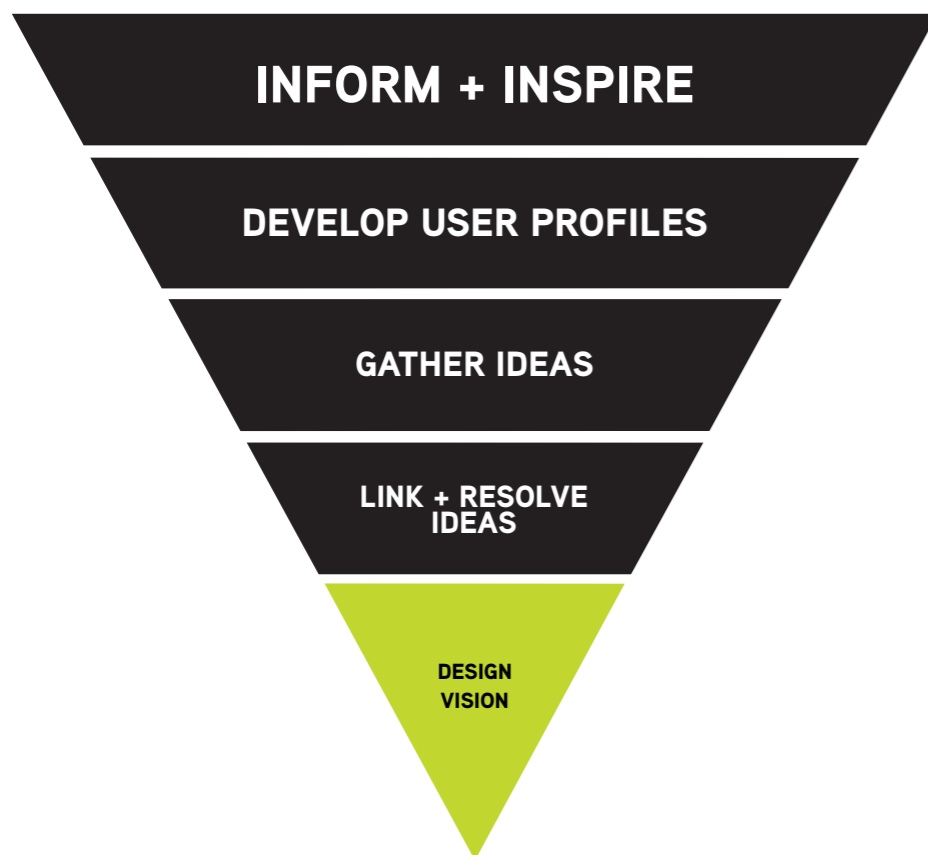 INFORM + INSPIRE
DEVELOP USER PROFILES
GATHER IDEAS
LINK + RESOLVE
IDEAS
DESIGN
VISION